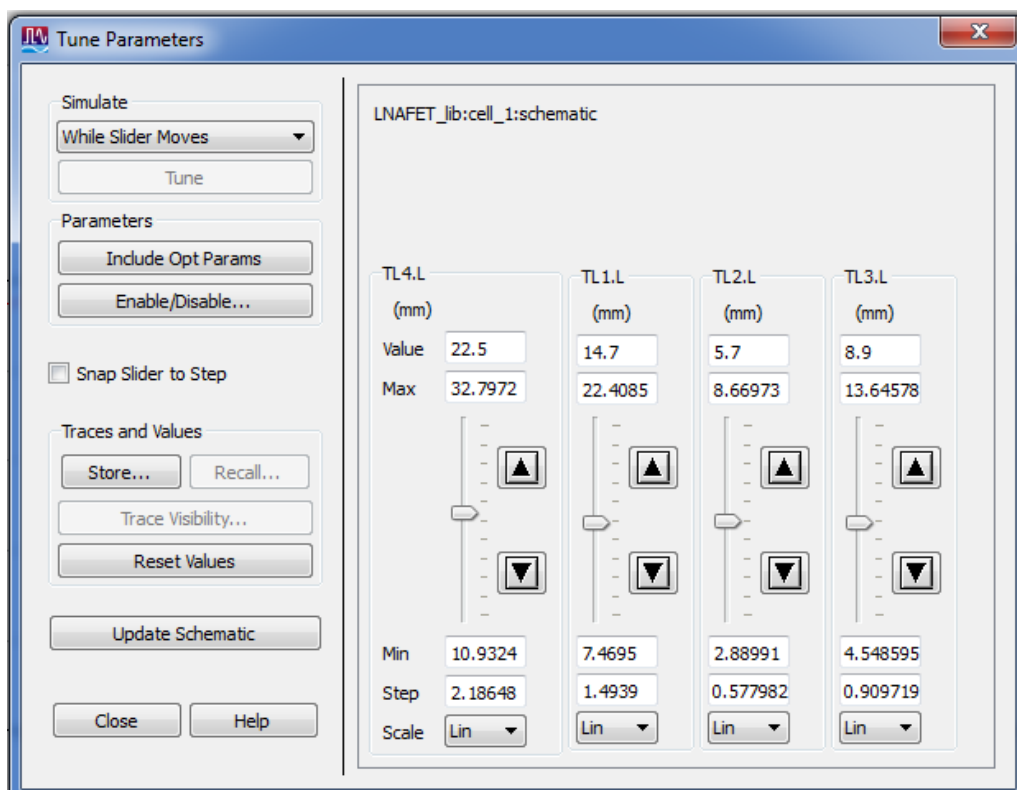 Tune Parameters
Simulate
While Slider Moves
Tune
Parameters
Include Opt Params
Enable/Disable...
Snap Slider to Step
Traces and Values
Store... Recall...
Trace Visibility...
Reset Values
Update Schematic
Close Help
LNAFET_lib:cell_1:schematic
TL4.L TL1.L TL2.L TL3.L
(mm) (mm) (mm) (mm)
Value 22.5 14.7 5.7 8.9
Max 32.7972 22.4085 8.66973 13.64578
Min 10.9324 7.4695 2.88991 4.548595
Step 2.18648 1.4939 0.577982 0.909719
Scale Lin Lin Lin Lin